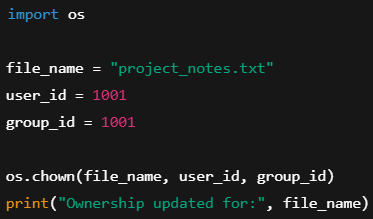 import os
file_name = "project_notes.txt"
user_id = 1001
group_id = 1001
os.chown(file_name, user_id, group_id)
print("Ownership updated for:", file_name)